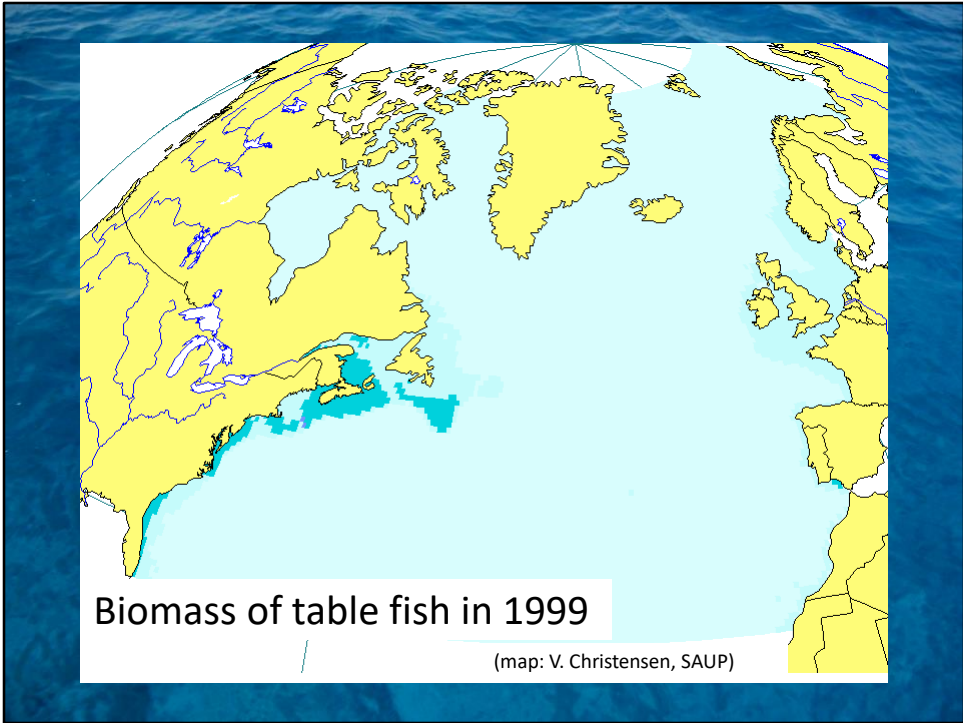 Biomass of table fish in 1999
(map: V. Christensen, SAUP)